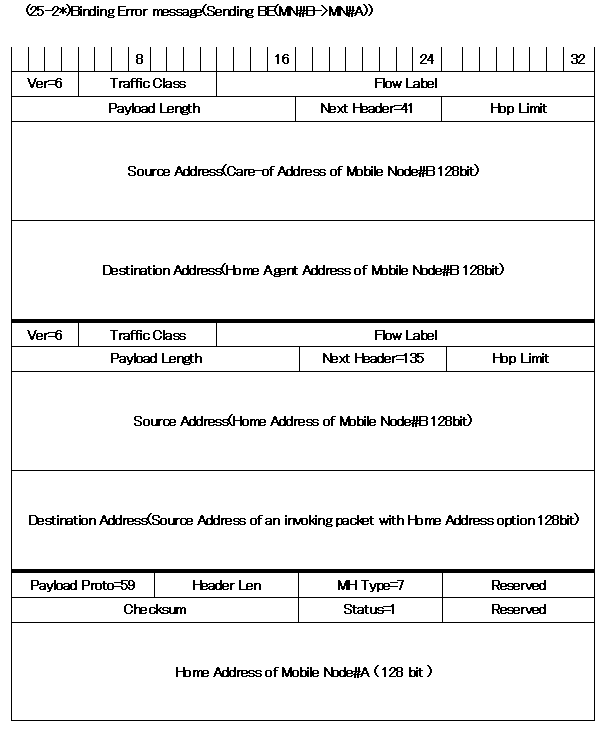 (25-2*)Binding Error message(Sending BE(MN#B->MN#A))
8 16 24 32
Ver=6 Traffic Class Flow Label
Payload Length Next Header=41 Hop Limit
Source Address(Care-of Address of Mobile Node#B 128bit)
Destination Address(Home Agent Address of Mobile Node#B 128bit)
Ver=6 Traffic Class Flow Label
Payload Length Next Header=135 Hop Limit
Source Address(Home Address of Mobile Node#B 128bit)
Destination Address(Source Address of an invoking packet with Home Address option 128bit)
Payload Proto=59 Header Len MH Type=7 Reserved
Checksum Status=1 Reserved
Home Address of Mobile Node#A ( 128 bit )